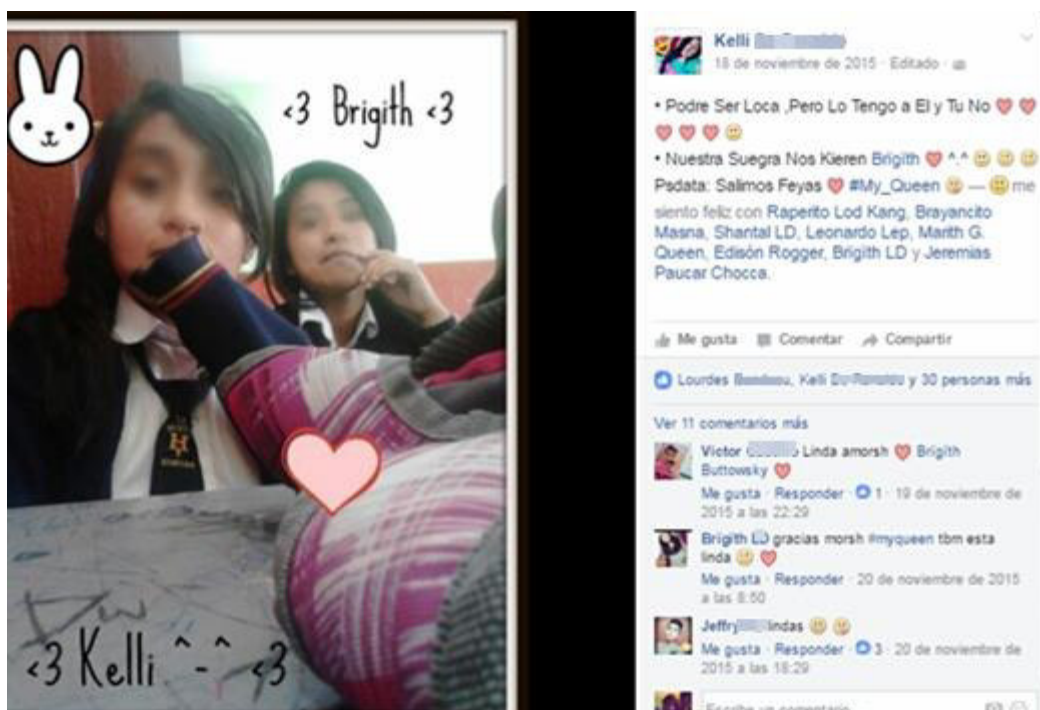 <3 Brigith <3
<3 Kelli ^-^ <3
Kelli
18 de noviembre de 2015 · Editado ·
• Podre Ser Loca ,Pero Lo Tengo a El y Tu No
• Nuestra Suegra Nos Kieren Brigith ^.^
Psdata: Salimos Feyas #My_Queen — me
siento feliz con Raperito Lod Kang, Brayancito
Masna, Shantal LD, Leonardo Lep, Marith G.
Queen, Edisón Rogger, Brigith LD y Jeremias
Paucar Chocca.
Me gusta Comentar Compartir
Lourdes, Kelli y 30 personas más
Ver 11 comentarios más
Victor Linda amorsh Brigith
Buttowsky
Me gusta · Responder · 1 · 19 de noviembre de
2015 a las 22:29
Brigith LD gracias morsh #myqueen tbm esta
linda
Me gusta · Responder · 20 de noviembre de 2015
a las 8:50
Jeffry lindas
Me gusta · Responder · 3 · 20 de noviembre de
2015 a las 18:29
Escribe un comentario